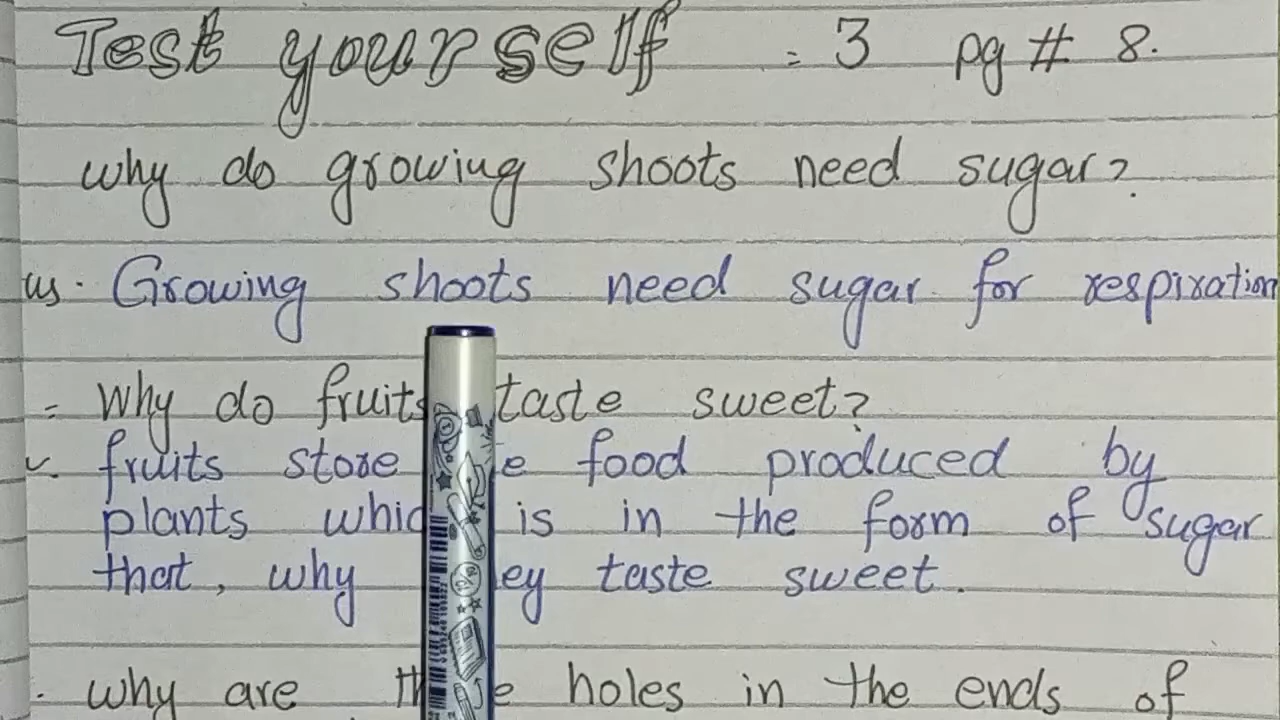 Test yourself = 3 pg # 8.
why do growing shoots need sugar?
us. Growing shoots need sugar for respiration
= Why do fruits taste sweet?
fruits store food produced by
plants is in the form of sugar
that, why taste sweet.
why are holes in the ends of